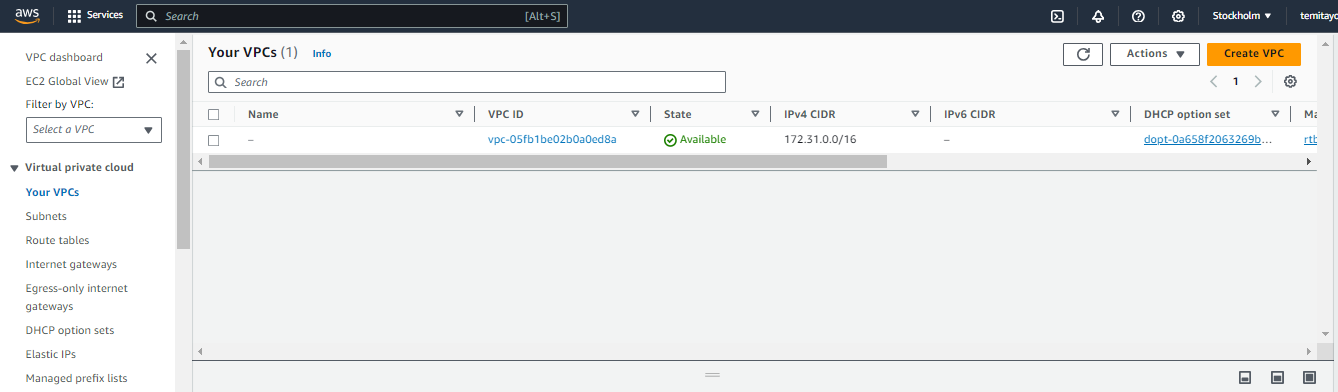 aws Services Search [Alt+S] Stockholm temitayo
VPC dashboard
EC2 Global View
Filter by VPC:
Select a VPC
Virtual private cloud
Your VPCs
Subnets
Route tables
Internet gateways
Egress-only internet
gateways
DHCP option sets
Elastic IPs
Managed prefix lists
Your VPCs (1) Info Actions Create VPC
Search 1
Name VPC ID State IPv4 CIDR IPv6 CIDR DHCP option set Ma
– vpc-05fb1be02b0a0ed8a Available 172.31.0.0/16 – dopt-0a658f2063269b... rtb